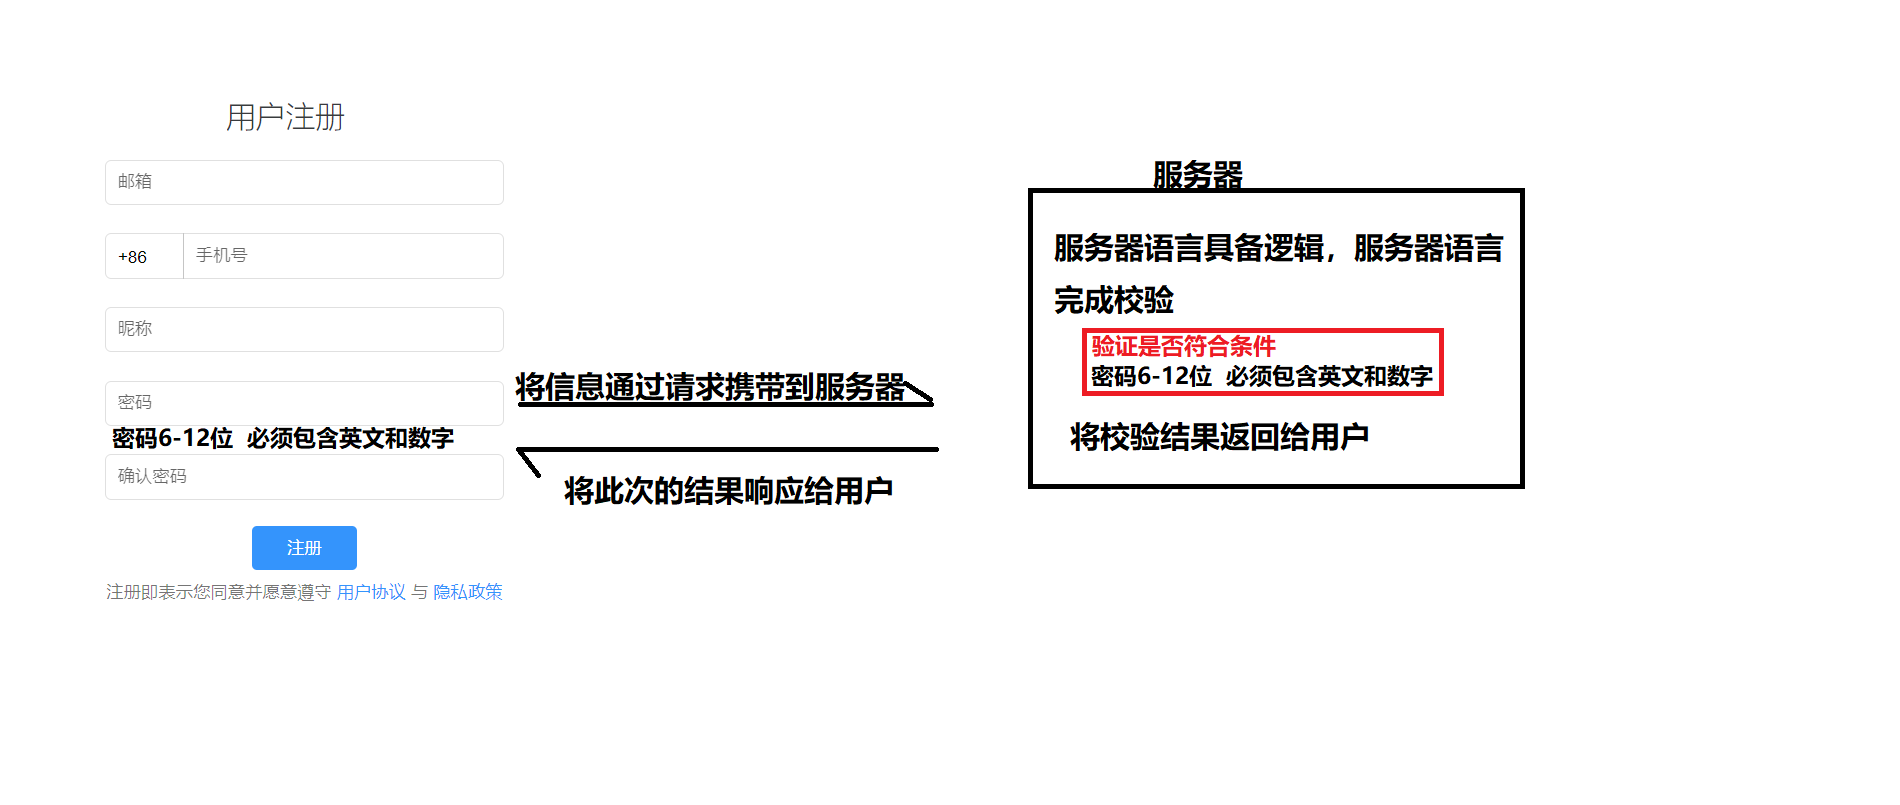 用户注册
邮箱
+86 手机号
昵称
密码
密码6-12位 必须包含英文和数字
确认密码
注册
注册即表示您同意并愿意遵守 用户协议 与 隐私政策
将信息通过请求携带到服务器
将此次的结果响应给用户
服务器
服务器语言具备逻辑，服务器语言
完成校验
验证是否符合条件
密码6-12位 必须包含英文和数字
将校验结果返回给用户